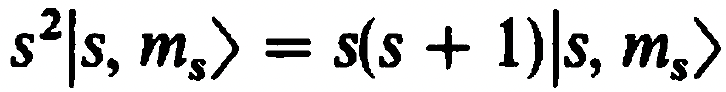 s²|s, mₛ⟩ = s(s + 1)|s, mₛ⟩